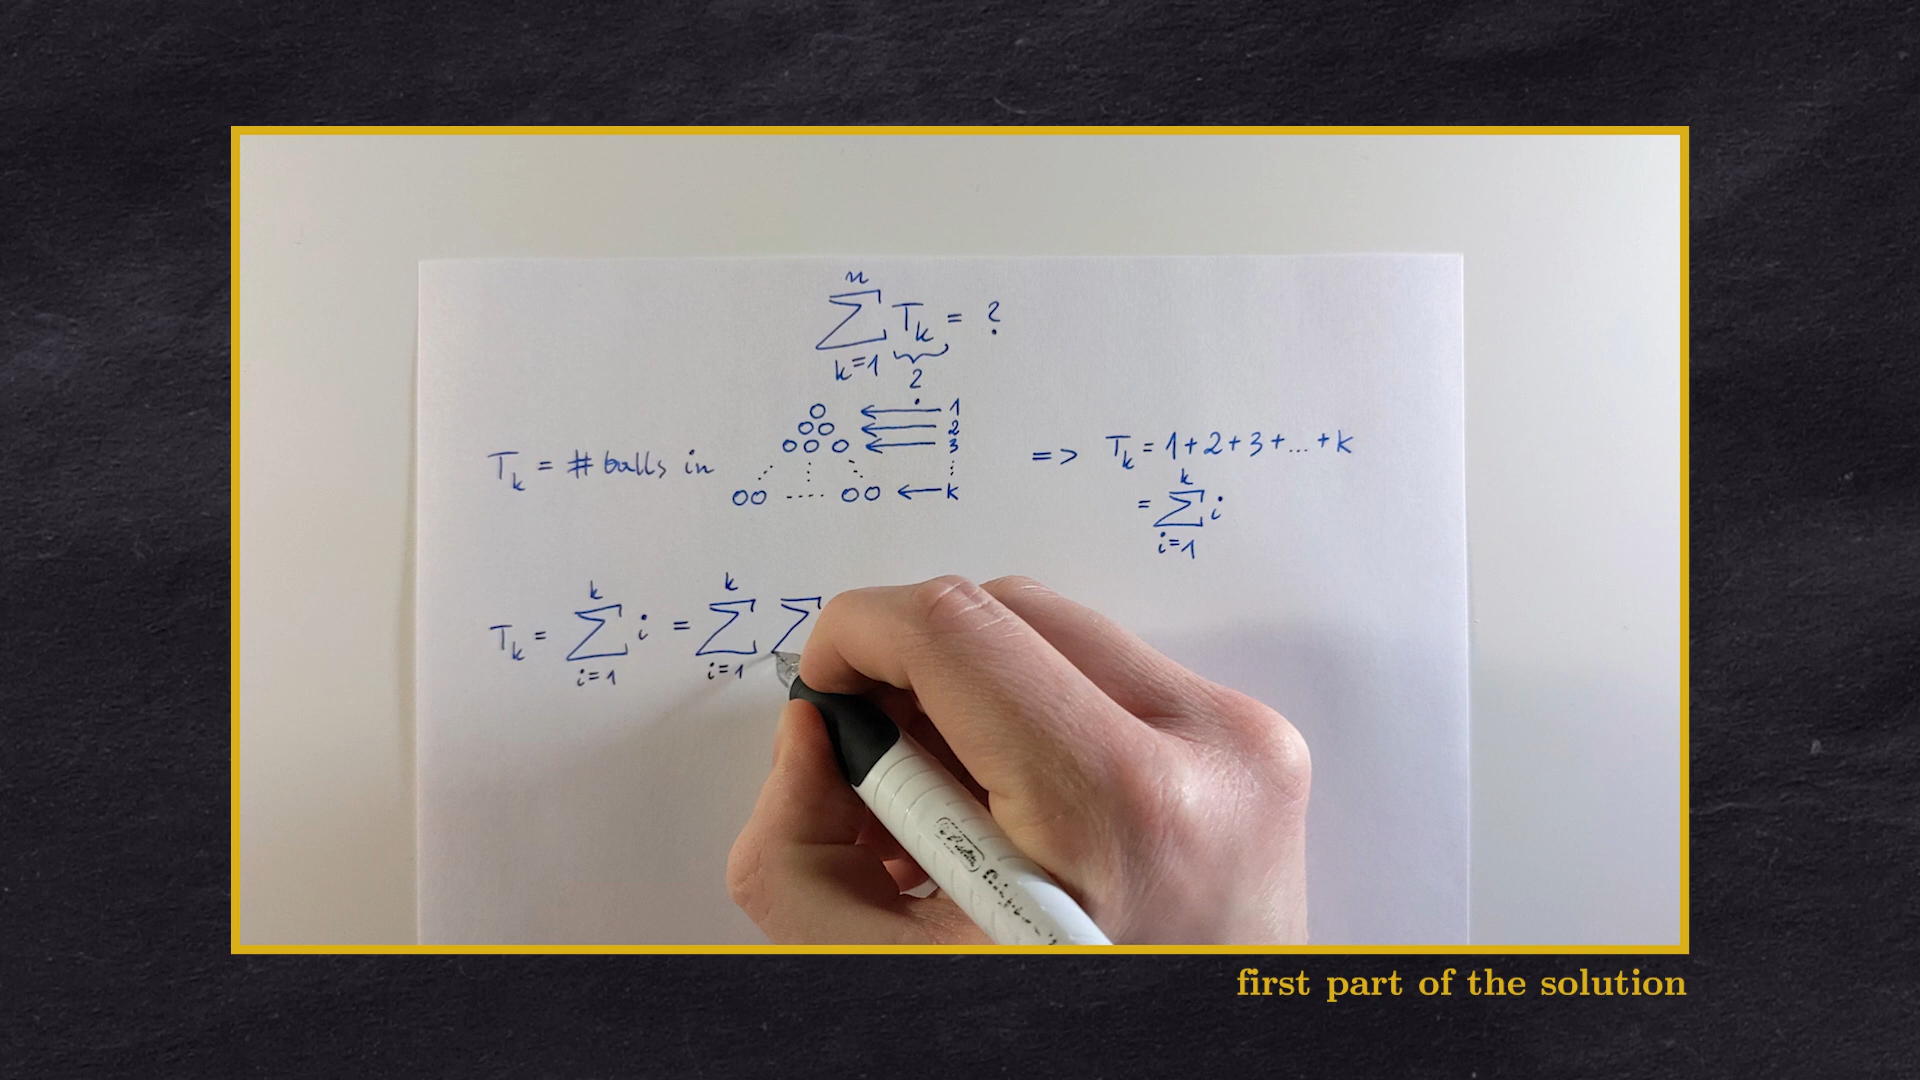 n
∑ T_k = ?
k=1
?
1
2
3
⋮
T_k = # balls in
k
=> T_k = 1+2+3+...+k
k
= ∑ i
i=1
k k
T_k = ∑ i = ∑ ∑
i=1 i=1
first part of the solution